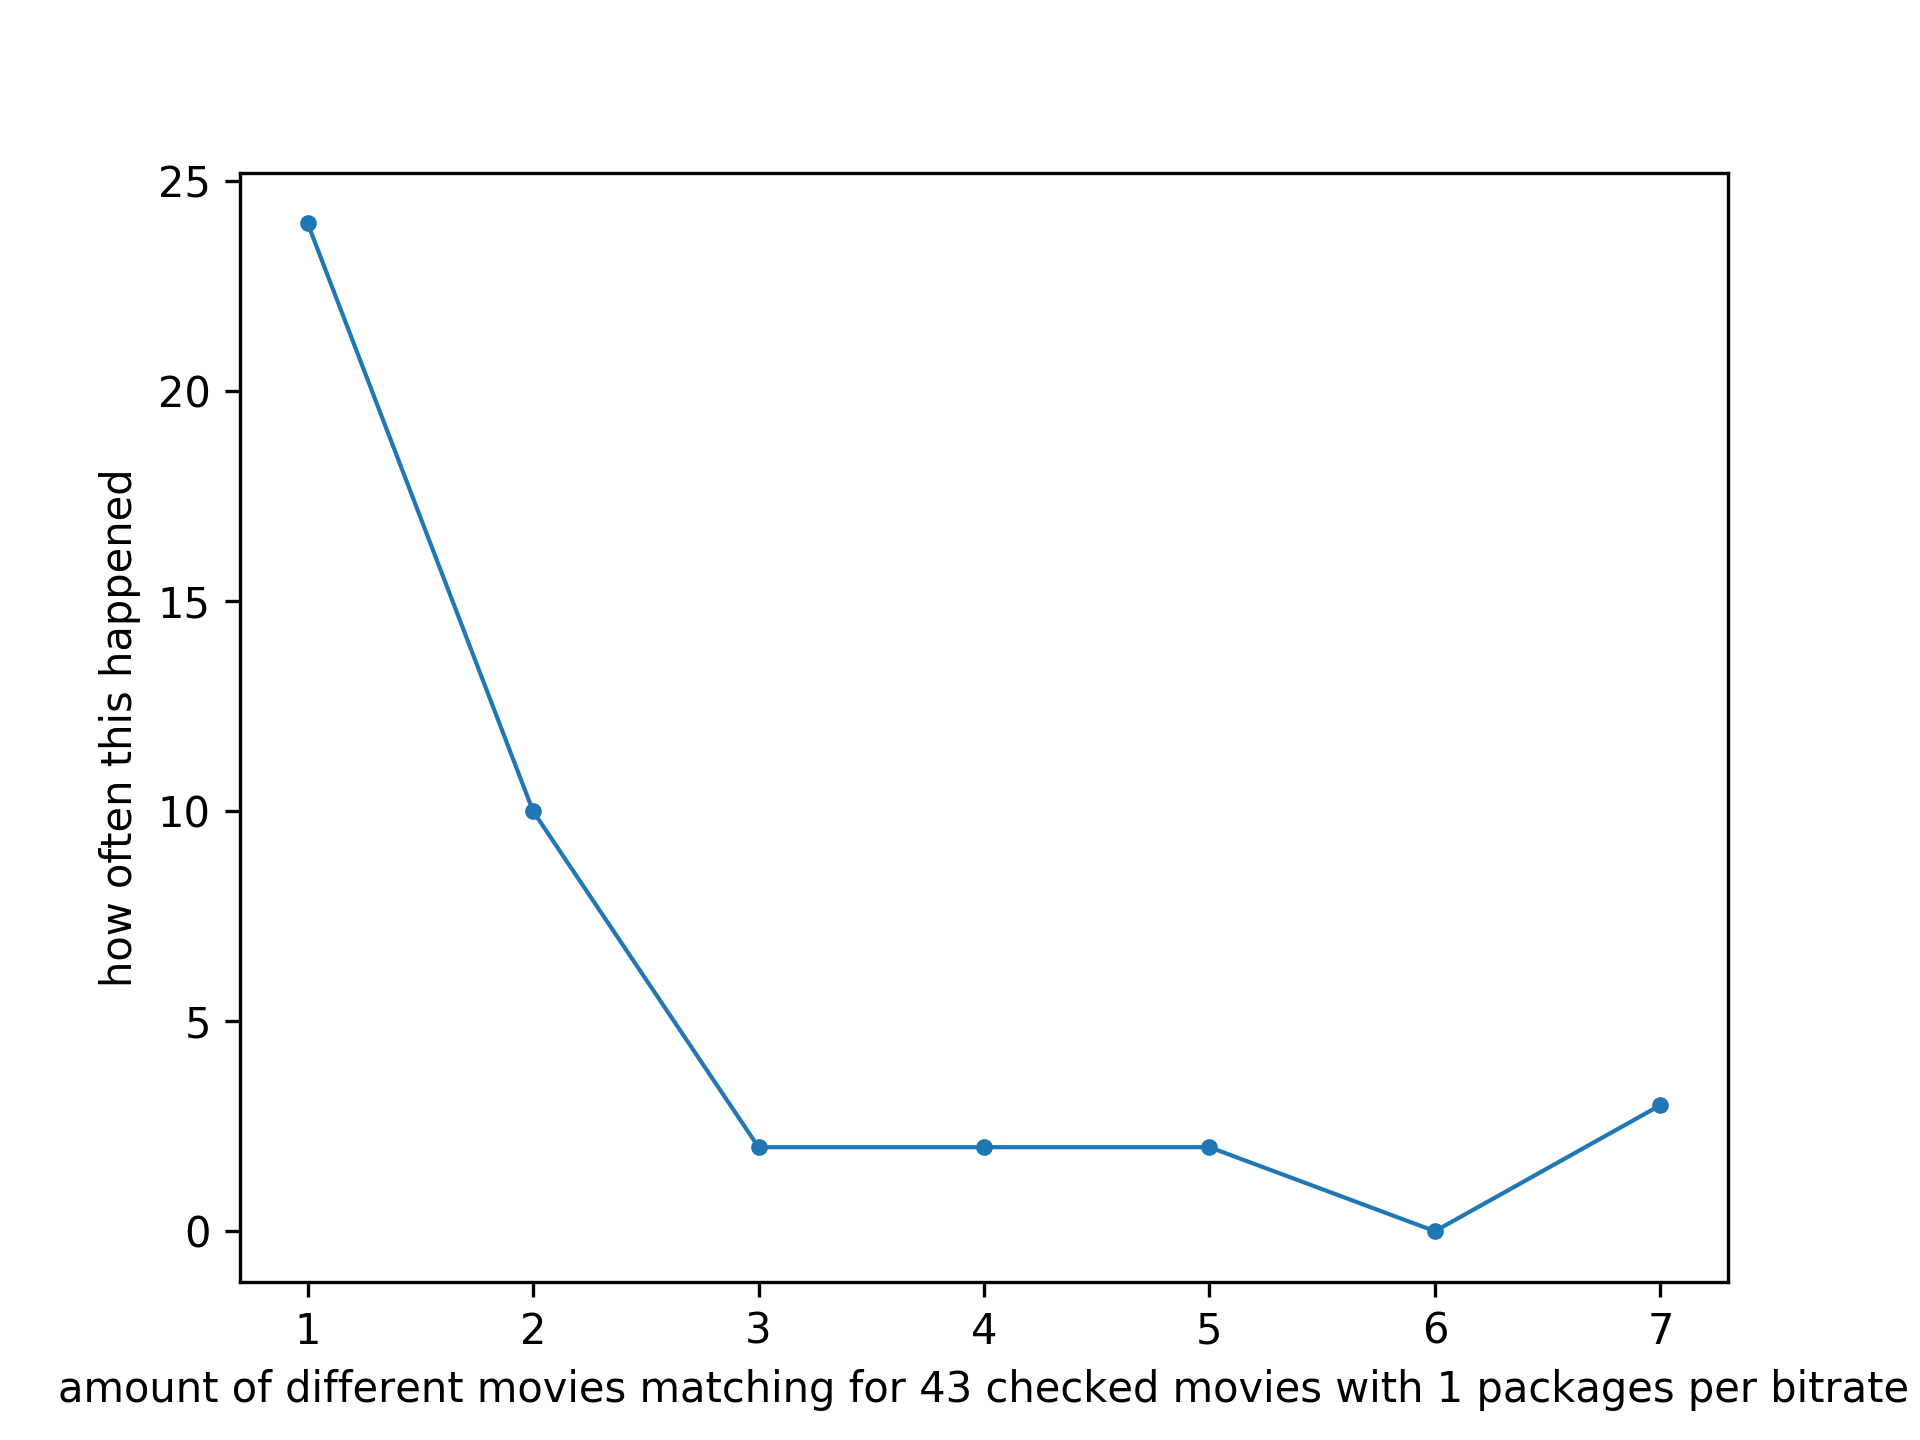 25
20
15
10
5
0
how often this happened
1 2 3 4 5 6 7
amount of different movies matching for 43 checked movies with 1 packages per bitrate